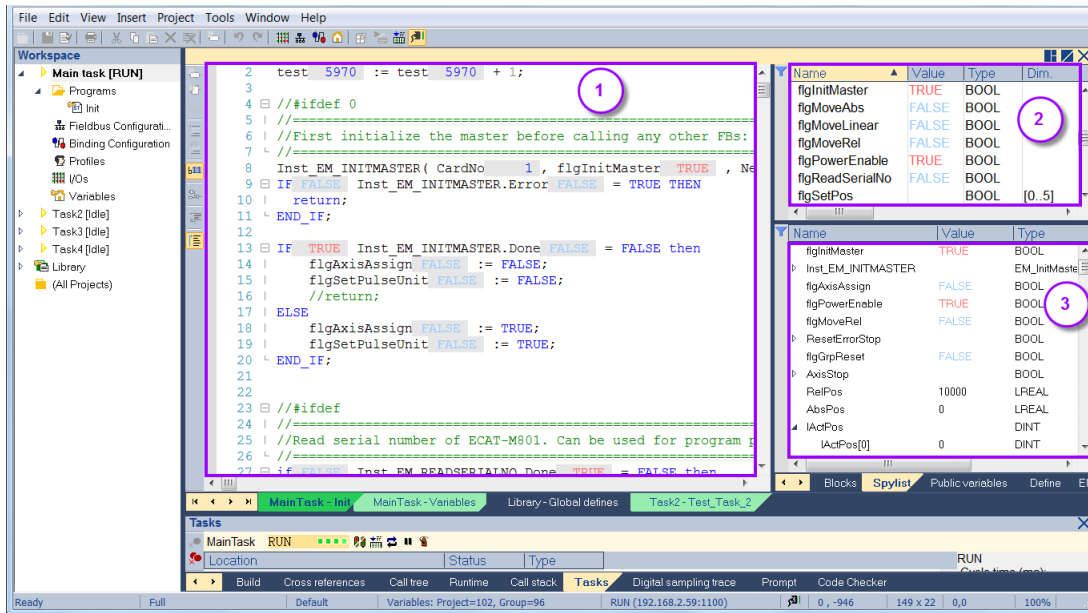 File Edit View Insert Project Tools Window Help
Workspace
Main task [RUN]
Programs
Init
Fieldbus Configurati...
Binding Configuration
Profiles
I/Os
Variables
Task2 [Idle]
Task3 [Idle]
Task4 [Idle]
Library
(All Projects)
2 test 5970 := test 5970 + 1;
3
4 //#ifdef 0
5 //==========================================================
6 //First initialize the master before calling any other FBs:
7 //==========================================================
8 Inst_EM_INITMASTER( CardNo 1 , flgInitMaster TRUE , Ne
9 IF FALSE Inst_EM_INITMASTER.Error FALSE = TRUE THEN
10 return;
11 END_IF;
12
13 IF TRUE Inst_EM_INITMASTER.Done FALSE = FALSE then
14 flgAxisAssign FALSE := FALSE;
15 flgSetPulseUnit FALSE := FALSE;
16 //return;
17 ELSE
18 flgAxisAssign FALSE := TRUE;
19 flgSetPulseUnit FALSE := TRUE;
20 END_IF;
21
22
23 //#ifdef
24 //==========================================================
25 //Read serial number of ECAT-M801. Can be used for program p
26 //==========================================================
27 if FALSE Inst_EM_READSERIALNO.Done TRUE = FALSE then
1
Name Value Type Dim.
flgInitMaster TRUE BOOL
flgMoveAbs FALSE BOOL
flgMoveLinear FALSE BOOL
flgMoveRel FALSE BOOL
flgPowerEnable TRUE BOOL
flgReadSerialNo FALSE BOOL
flgSetPos BOOL [0..5]
2
Name Value Type
flgInitMaster TRUE BOOL
Inst_EM_INITMASTER EM_InitMaste
flgAxisAssign FALSE BOOL
flgPowerEnable TRUE BOOL
flgMoveRel FALSE BOOL
ResetErrorStop BOOL
flgGrpReset FALSE BOOL
AxisStop BOOL
RelPos 10000 LREAL
AbsPos 0 LREAL
lActPos DINT
lActPos[0] 0 DINT
3
MainTask - Init MainTask - Variables Library - Global defines Task2 - Test_Task_2
Blocks Spylist Public variables Define El
Tasks
MainTask RUN
Location Status Type
RUN
Cycle time (ms):
Build Cross references Call tree Runtime Call stack Tasks Digital sampling trace Prompt Code Checker
Ready Full Default Variables: Project=102, Group=96 RUN (192.168.2.59:1100) 0 , -946 149 x 22 0,0 100%